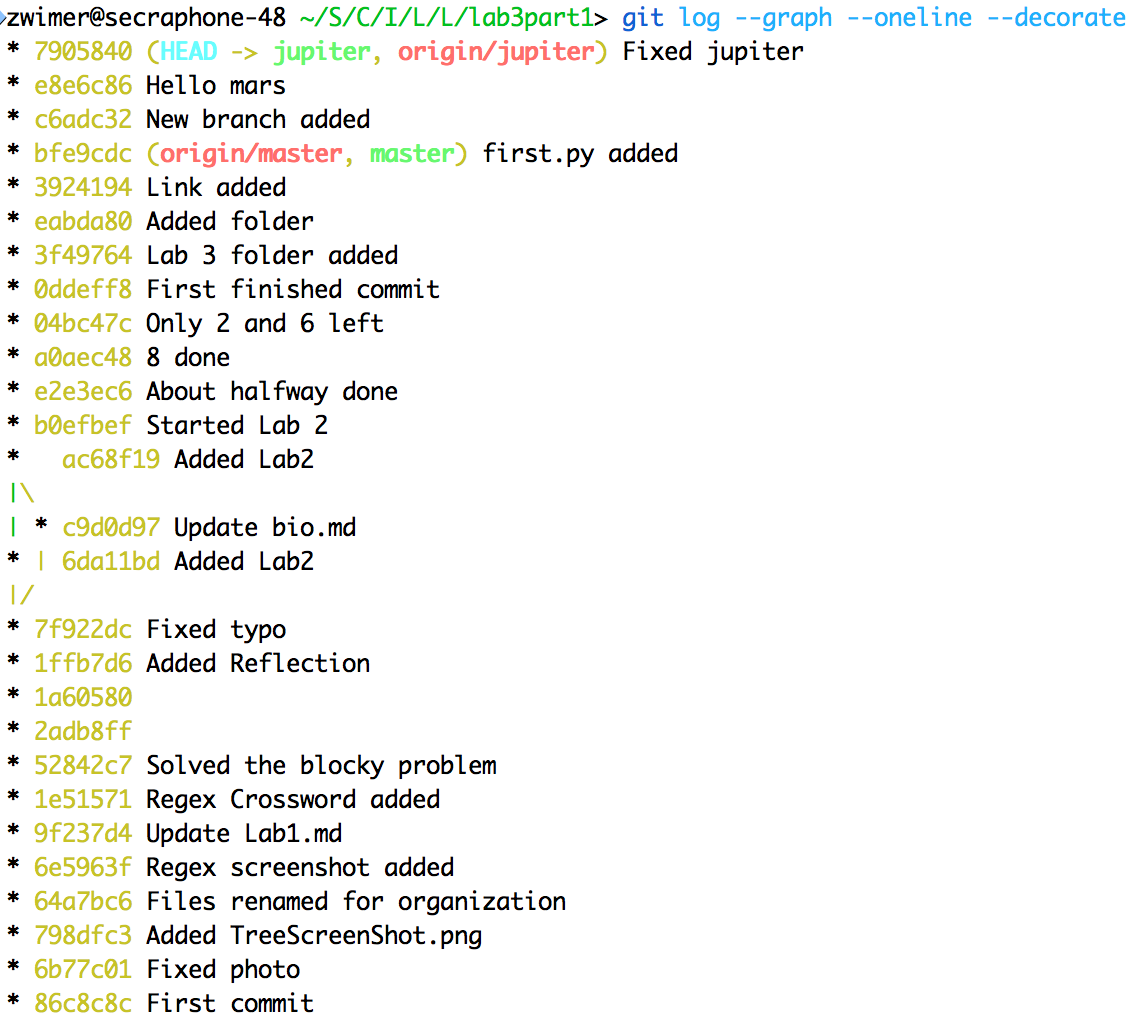 zwimer@secraphone-48 ~/S/C/I/L/L/lab3part1> git log --graph --oneline --decorate
* 7905840 (HEAD -> jupiter, origin/jupiter) Fixed jupiter
* e8e6c86 Hello mars
* c6adc32 New branch added
* bfe9cdc (origin/master, master) first.py added
* 3924194 Link added
* eabda80 Added folder
* 3f49764 Lab 3 folder added
* 0ddeff8 First finished commit
* 04bc47c Only 2 and 6 left
* a0aec48 8 done
* e2e3ec6 About halfway done
* b0efbef Started Lab 2
*   ac68f19 Added Lab2
|\
| * c9d0d97 Update bio.md
* | 6da11bd Added Lab2
|/
* 7f922dc Fixed typo
* 1ffb7d6 Added Reflection
* 1a60580
* 2adb8ff
* 52842c7 Solved the blocky problem
* 1e51571 Regex Crossword added
* 9f237d4 Update Lab1.md
* 6e5963f Regex screenshot added
* 64a7bc6 Files renamed for organization
* 798dfc3 Added TreeScreenShot.png
* 6b77c01 Fixed photo
* 86c8c8c First commit